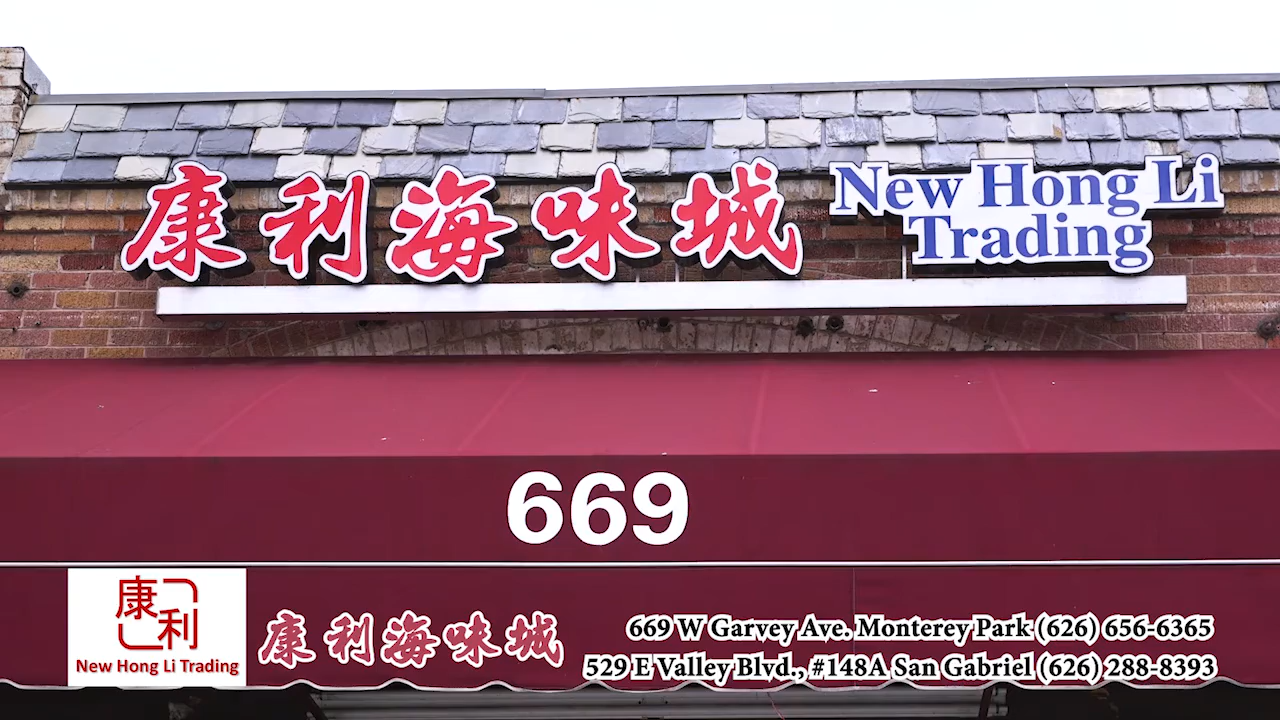 康利海味城
New Hong Li
Trading
669
康利
New Hong Li Trading
康利海味城
669 W Garvey Ave. Monterey Park (626) 656-6365
529 E Valley Blvd., #148A San Gabriel (626) 288-8393